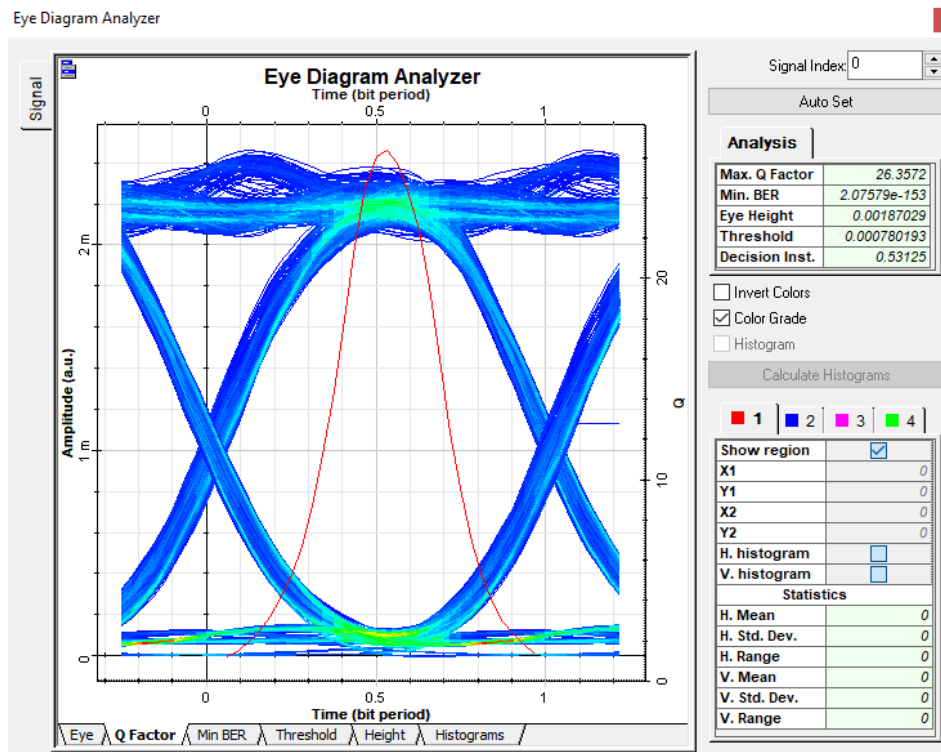 Eye Diagram Analyzer
Signal
Eye Diagram Analyzer
Time (bit period)
0 0.5 1
Amplitude (a.u.)
2 m
1 m
0
20
10
0
Q
0 0.5 1
Time (bit period)
Eye Q Factor Min BER Threshold Height Histograms
Signal Index: 0
Auto Set
Analysis
Max. Q Factor 26.3572
Min. BER 2.07579e-153
Eye Height 0.00187029
Threshold 0.000780193
Decision Inst. 0.53125
Invert Colors
Color Grade
Histogram
Calculate Histograms
1 2 3 4
Show region
X1 0
Y1 0
X2 0
Y2 0
H. histogram
V. histogram
Statistics
H. Mean 0
H. Std. Dev. 0
H. Range 0
V. Mean 0
V. Std. Dev. 0
V. Range 0